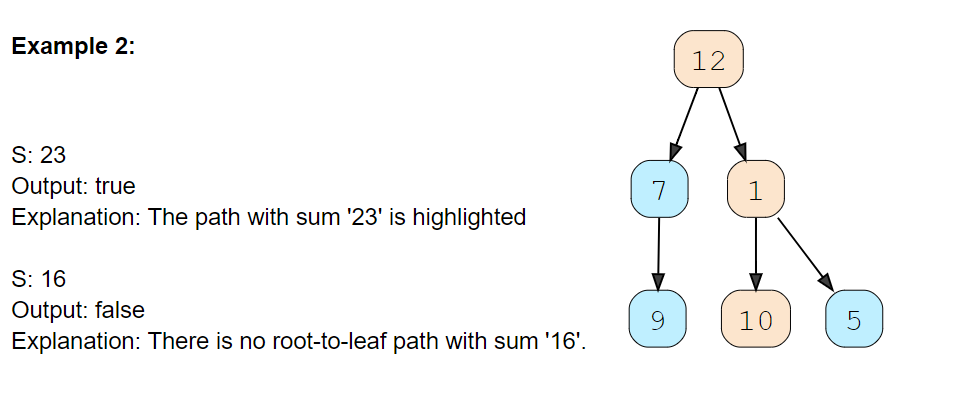 Example 2:
S: 23
Output: true
Explanation: The path with sum '23' is highlighted
S: 16
Output: false
Explanation: There is no root-to-leaf path with sum '16'.
12
7 1
9 10 5